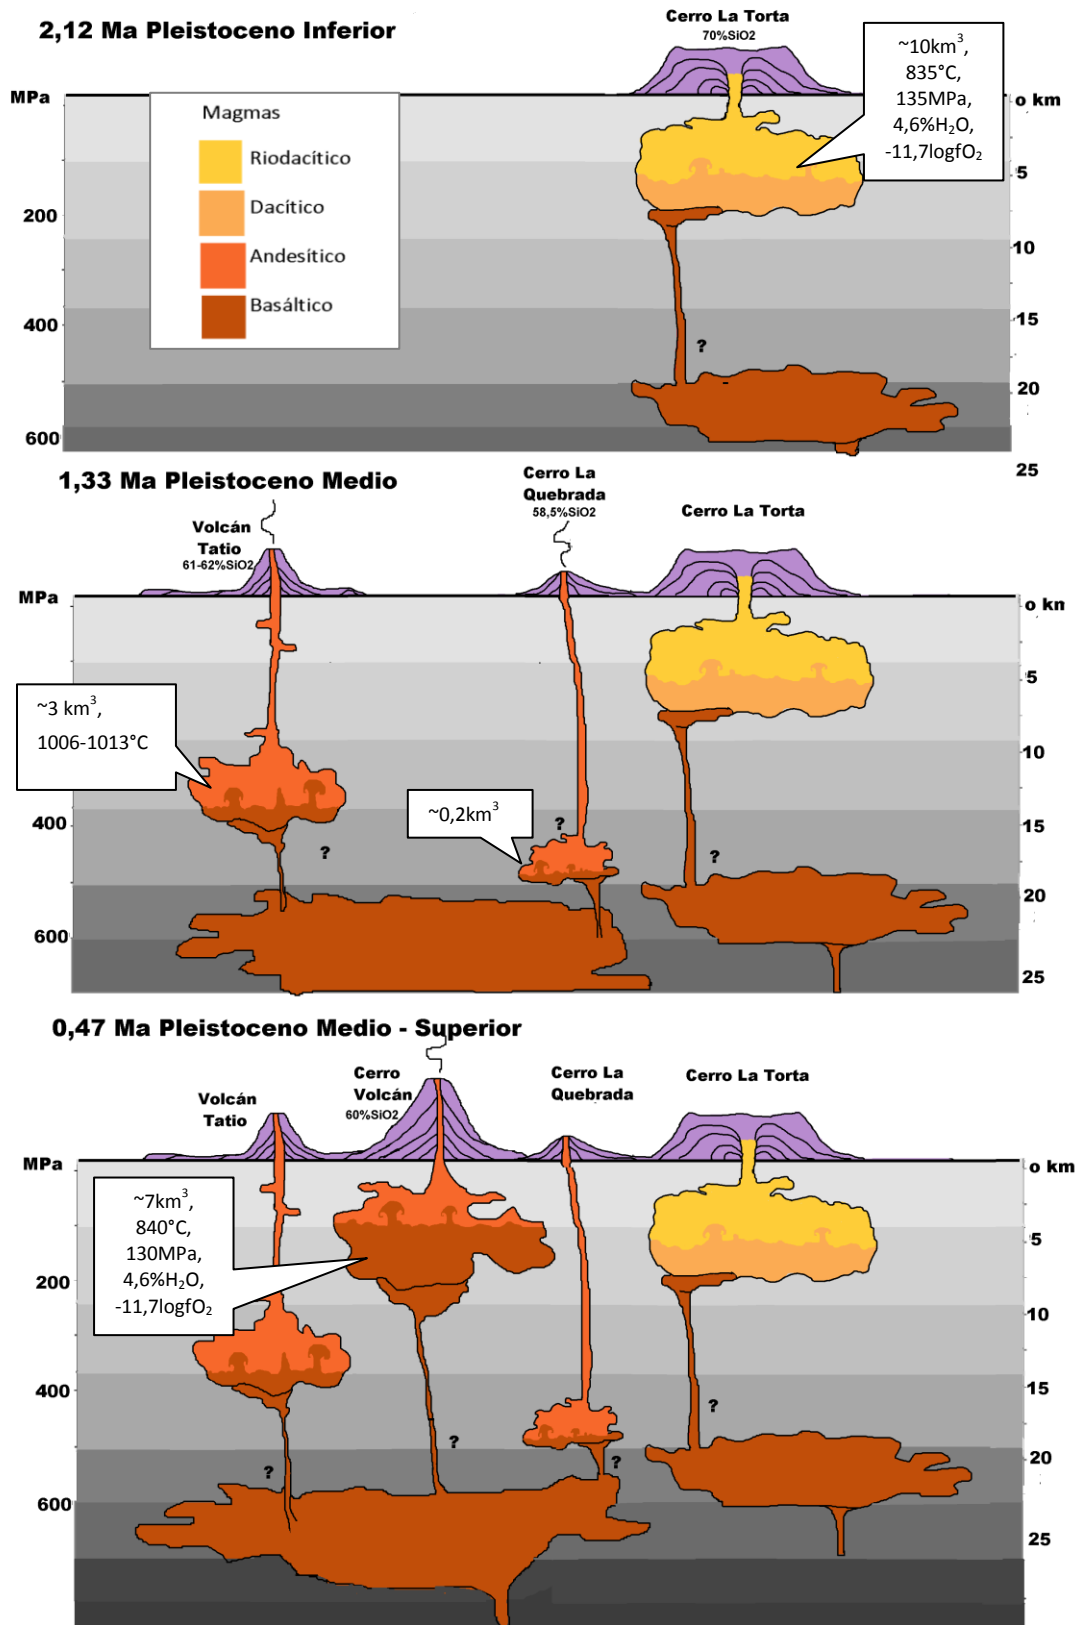 2,12 Ma Pleistoceno Inferior
Cerro La Torta
70%SiO2
~10km³,
835°C,
135MPa,
4,6%H₂O,
-11,7logfO₂
MPa
o km
Magmas
Riodacítico
Dacítico
Andesítico
Basáltico
5
200
10
400
15
?
20
600
25
1,33 Ma Pleistoceno Medio
Cerro La
Quebrada
58,5%SiO2
Cerro La Torta
Volcán
Tatio
61-62%SiO2
MPa
o km
5
~3 km³,
1006-1013°C
10
~0,2km³
400
?
15
?
?
20
600
25
0,47 Ma Pleistoceno Medio - Superior
Volcán
Tatio
Cerro
Volcán
60%SiO2
Cerro La
Quebrada
Cerro La Torta
MPa
o km
~7km³,
840°C,
130MPa,
4,6%H₂O,
-11,7logfO₂
5
200
10
400
15
?
?
20
?
?
600
25